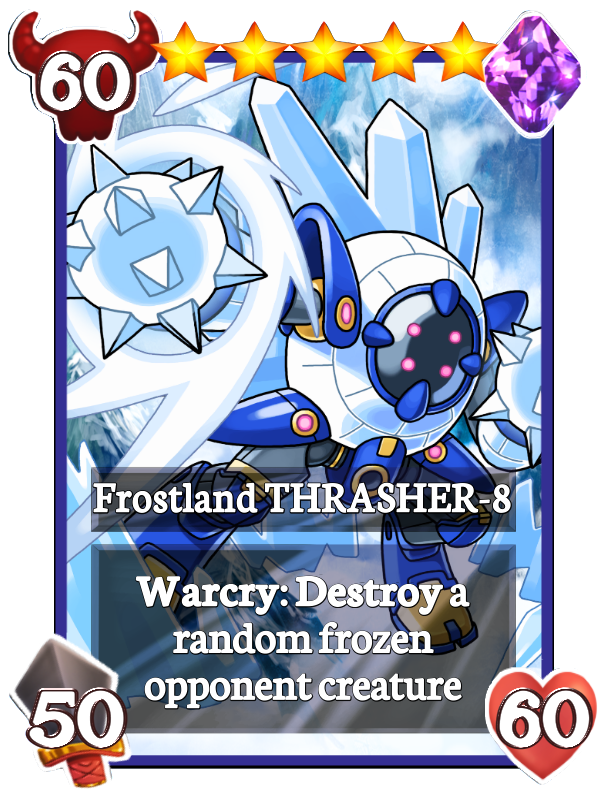 60
Frostland THRASHER-8
Warcry: Destroy a
random frozen
opponent creature
50
60